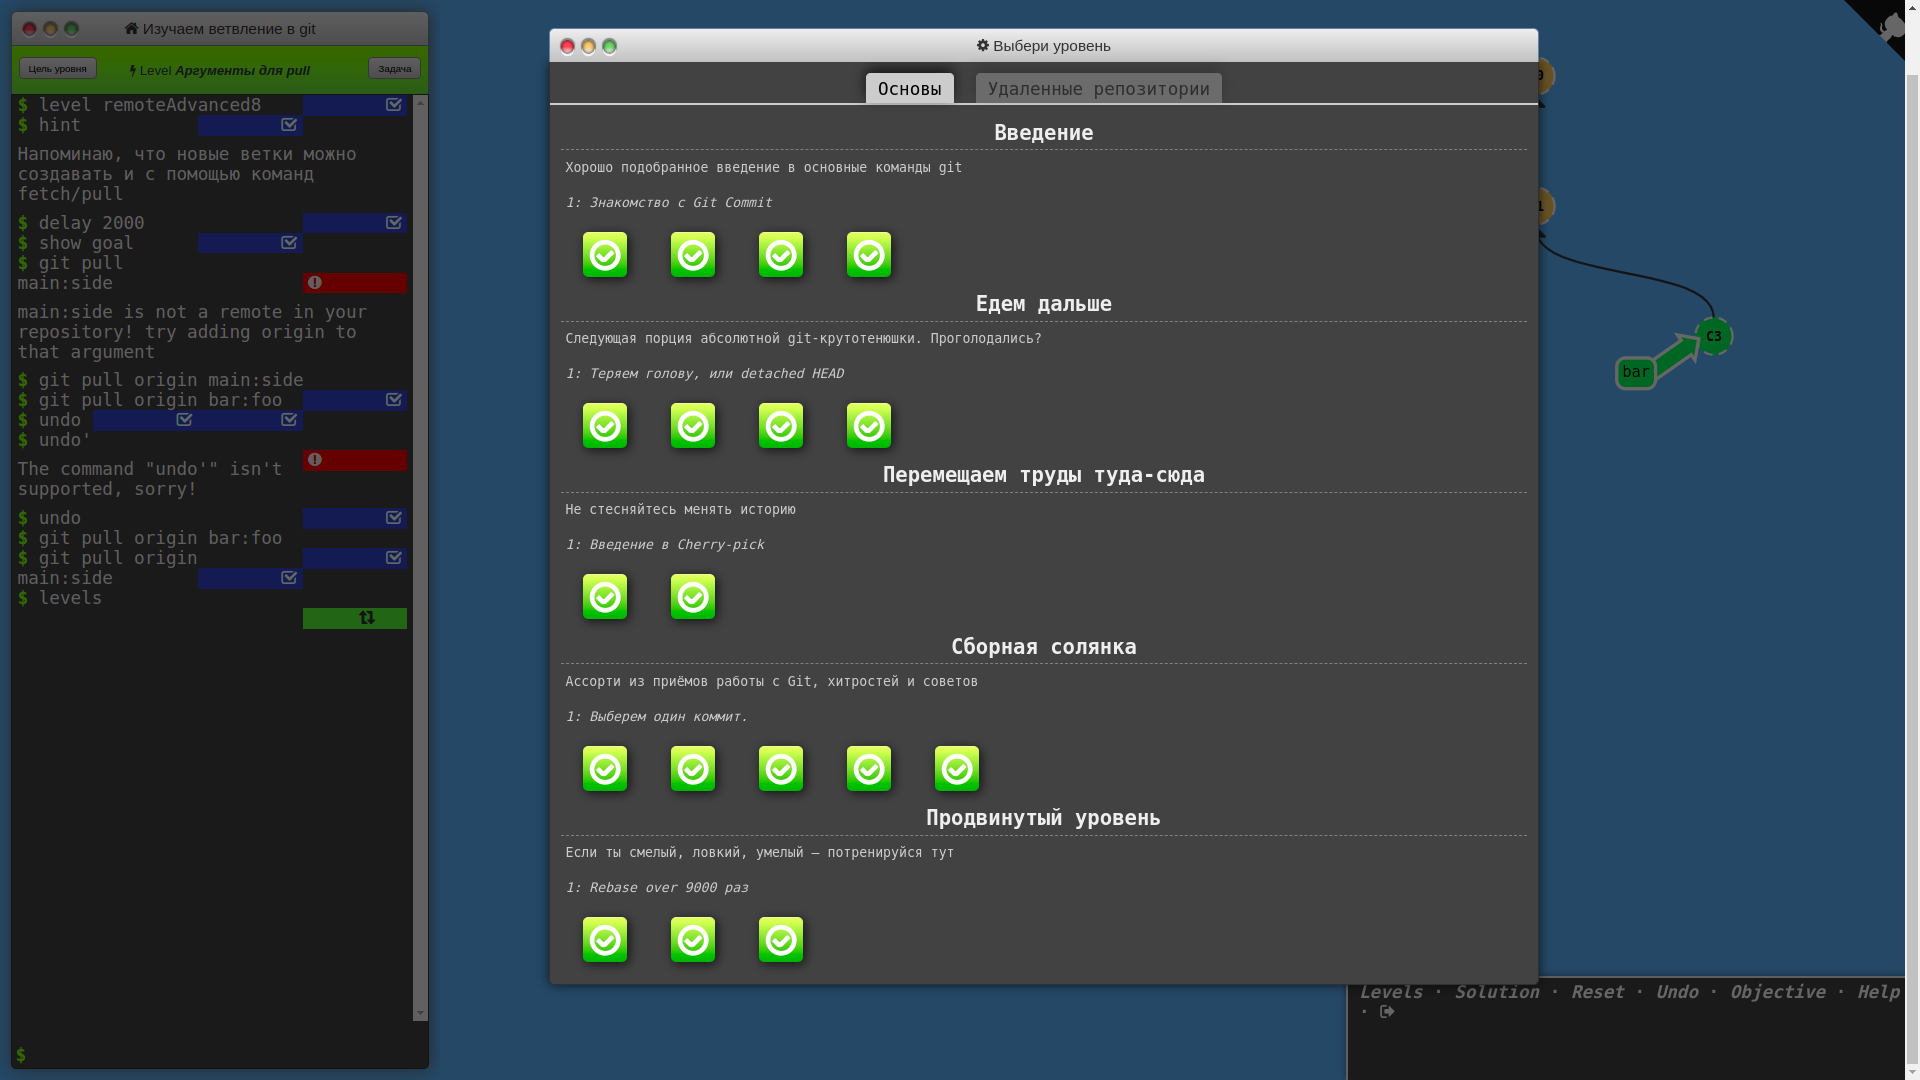 Изучаем ветвление в git
Цель уровня
Level Аргументы для pull
Задача
$ level remoteAdvanced8
$ hint
Напоминаю, что новые ветки можно
создавать и с помощью команд
fetch/pull
$ delay 2000
$ show goal
$ git pull
main:side
main:side is not a remote in your
repository! try adding origin to
that argument
$ git pull origin main:side
$ git pull origin bar:foo
$ undo
$ undo'
The command "undo'" isn't
supported, sorry!
$ undo
$ git pull origin bar:foo
$ git pull origin
main:side
$ levels
$
Выбери уровень
Основы
Удаленные репозитории
Введение
Хорошо подобранное введение в основные команды git
1: Знакомство с Git Commit
Едем дальше
Следующая порция абсолютной git-крутотенюшки. Проголодались?
1: Теряем голову, или detached HEAD
Перемещаем труды туда-сюда
Не стесняйтесь менять историю
1: Введение в Cherry-pick
Сборная солянка
Ассорти из приёмов работы с Git, хитростей и советов
1: Выберем один коммит.
Продвинутый уровень
Если ты смелый, ловкий, умелый — потренируйся тут
1: Rebase over 9000 раз
C3
bar
Levels · Solution · Reset · Undo · Objective · Help
·